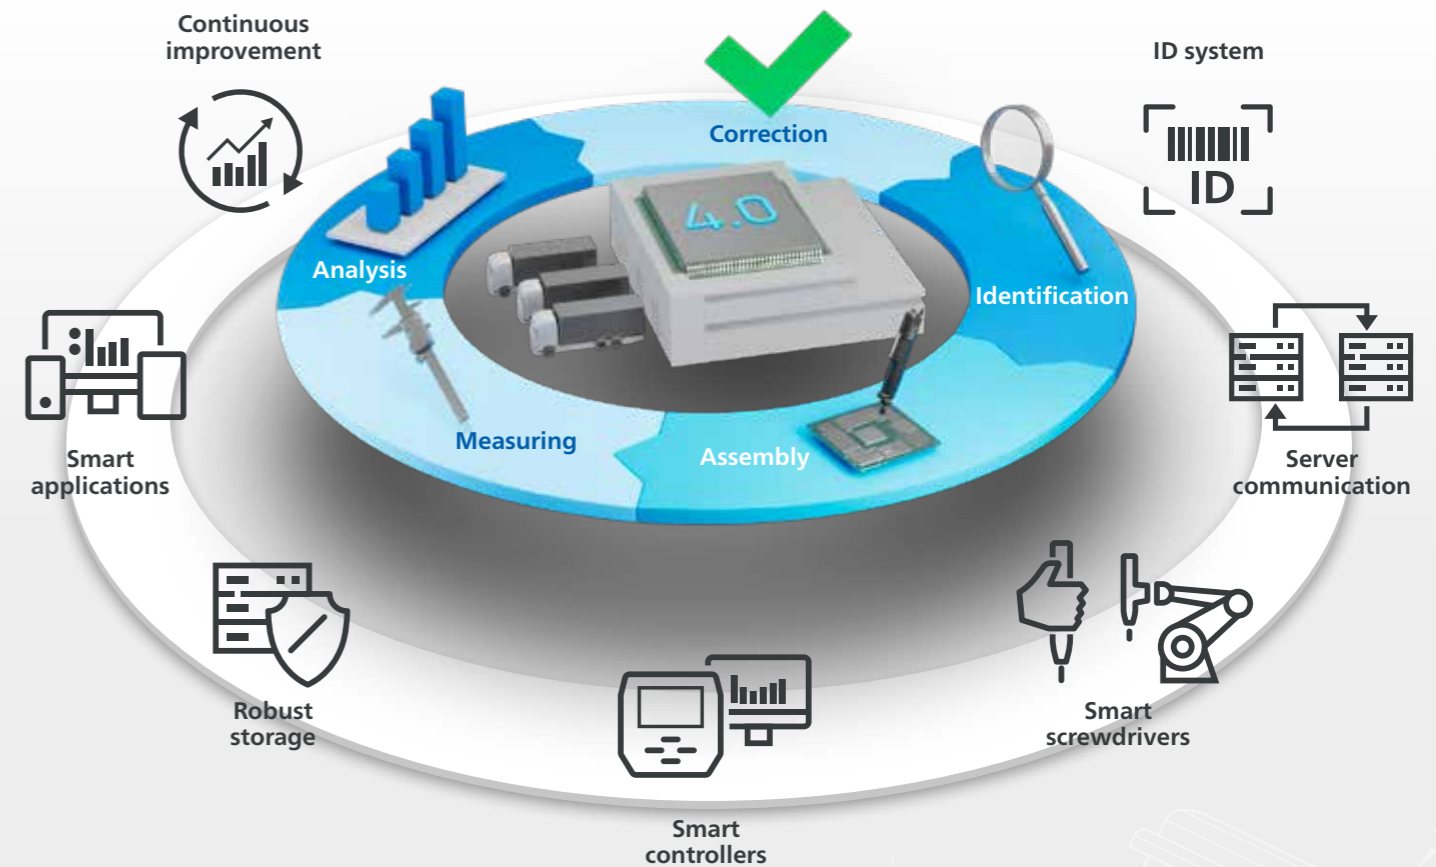 Continuous
improvement
ID system
Correction
ID
4.0
Analysis
Identification
Measuring
Assembly
Smart
applications
Server
communication
Robust
storage
Smart
screwdrivers
Smart
controllers